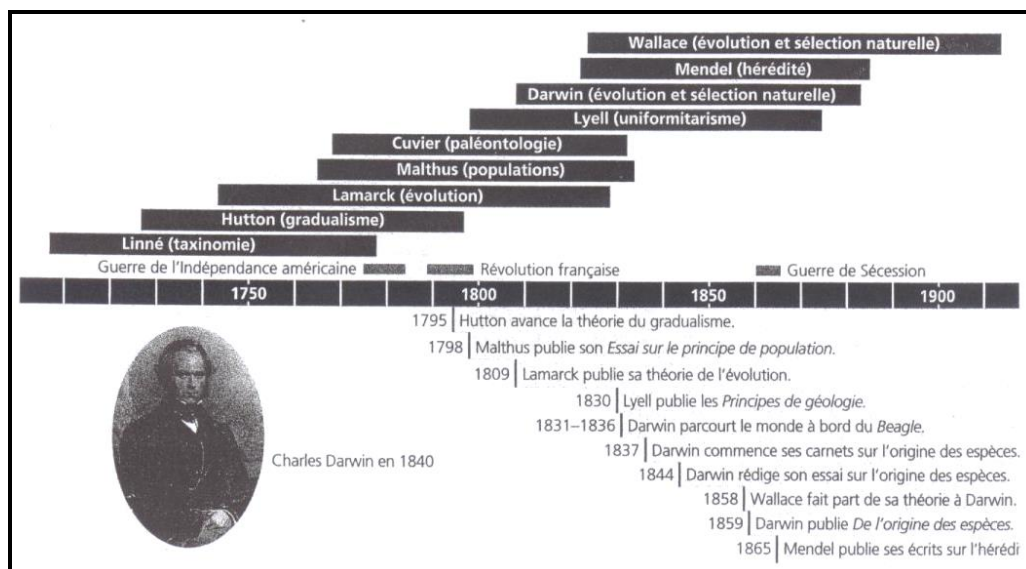 Wallace (évolution et sélection naturelle)
Mendel (hérédité)
Darwin (évolution et sélection naturelle)
Lyell (uniformitarisme)
Cuvier (paléontologie)
Malthus (populations)
Lamarck (évolution)
Hutton (gradualisme)
Linné (taxinomie)
Guerre de l'Indépendance américaine
Révolution française
Guerre de Sécession
1750
1800
1850
1900
1795 Hutton avance la théorie du gradualisme.
1798 Malthus publie son Essai sur le principe de population.
1809 Lamarck publie sa théorie de l'évolution.
1830 Lyell publie les Principes de géologie.
1831–1836 Darwin parcourt le monde à bord du Beagle.
1837 Darwin commence ses carnets sur l'origine des espèces.
1844 Darwin rédige son essai sur l'origine des espèces.
1858 Wallace fait part de sa théorie à Darwin.
1859 Darwin publie De l'origine des espèces.
1865 Mendel publie ses écrits sur l'hérédi
Charles Darwin en 1840